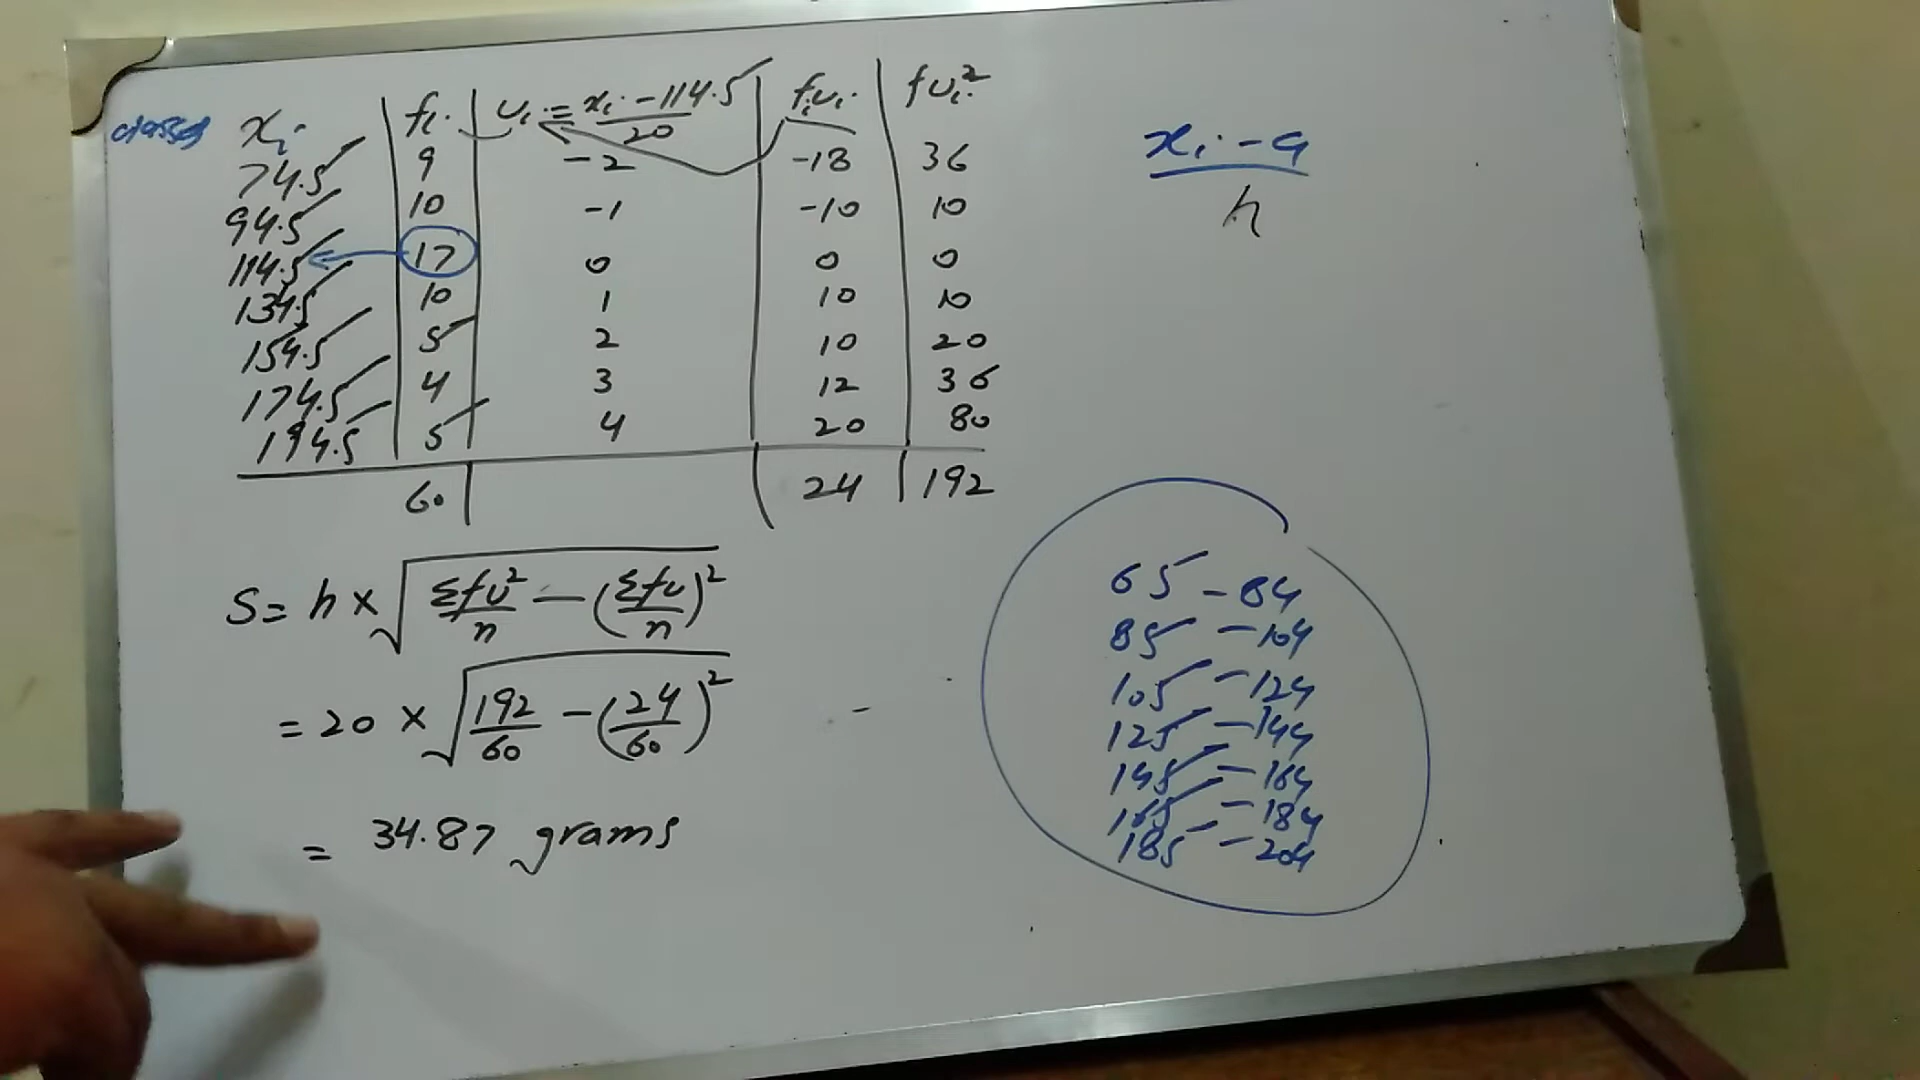 classes xᵢ fᵢ uᵢ = xᵢ - 114.5 / 20 fᵢuᵢ fuᵢ²
74.5 9 -2 -18 36
94.5 10 -1 -10 10
114.5 17 0 0 0
134.5 10 1 10 10
154.5 5 2 10 20
174.5 4 3 12 36
194.5 5 4 20 80
60 24 192
S = h × √(Σfu²/n - (Σfu/n)²)
= 20 × √(192/60 - (24/60)²)
= 34.87 grams
xᵢ - a
h
65 - 84
85 - 104
105 - 124
125 - 144
145 - 164
165 - 184
185 - 204